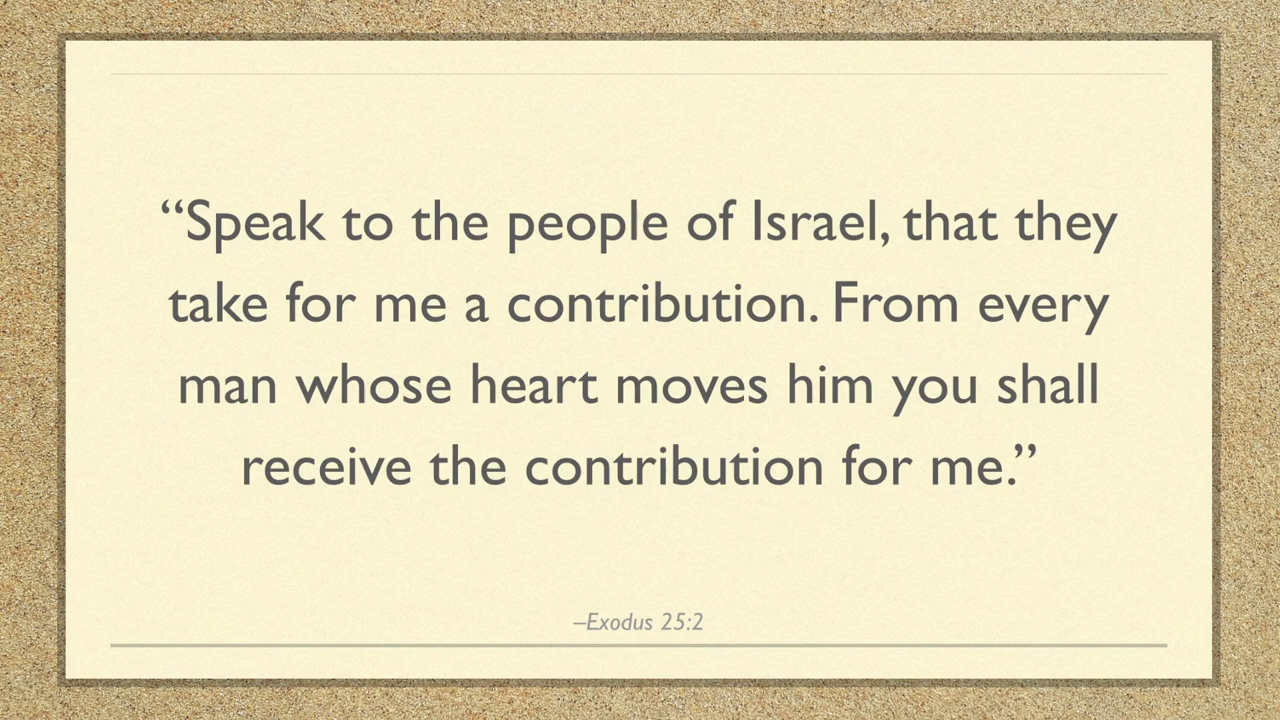 “Speak to the people of Israel, that they
take for me a contribution. From every
man whose heart moves him you shall
receive the contribution for me.”
–Exodus 25:2